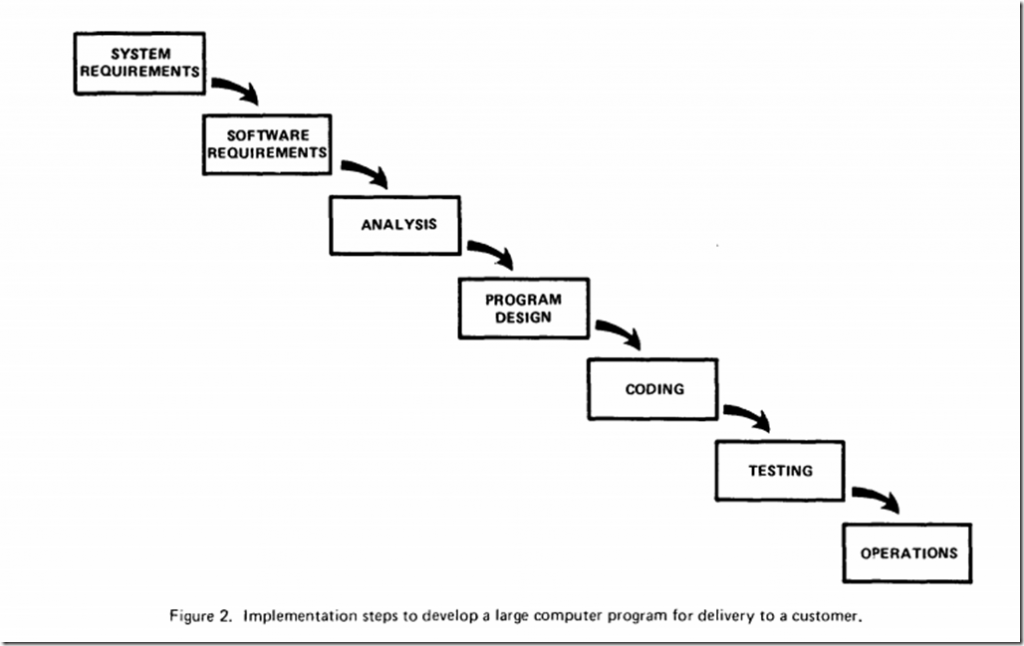 SYSTEM
REQUIREMENTS
SOFTWARE
REQUIREMENTS
ANALYSIS
PROGRAM
DESIGN
CODING
TESTING
OPERATIONS
Figure 2. Implementation steps to develop a large computer program for delivery to a customer.